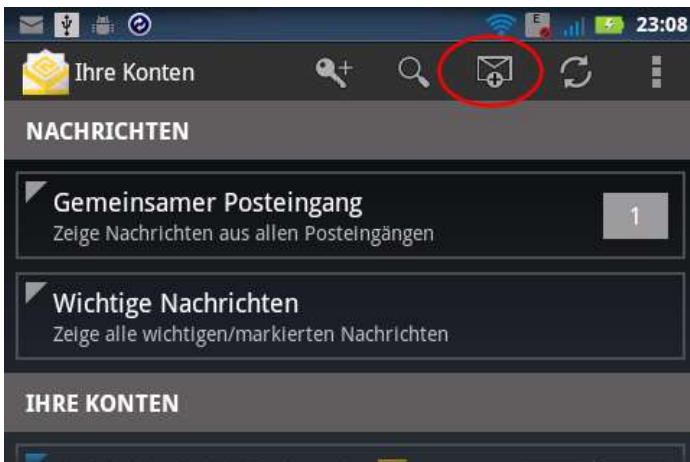 E
23:08
Ihre Konten
NACHRICHTEN
Gemeinsamer Posteingang
Zeige Nachrichten aus allen Posteingängen
1
Wichtige Nachrichten
Zeige alle wichtigen/markierten Nachrichten
IHRE KONTEN